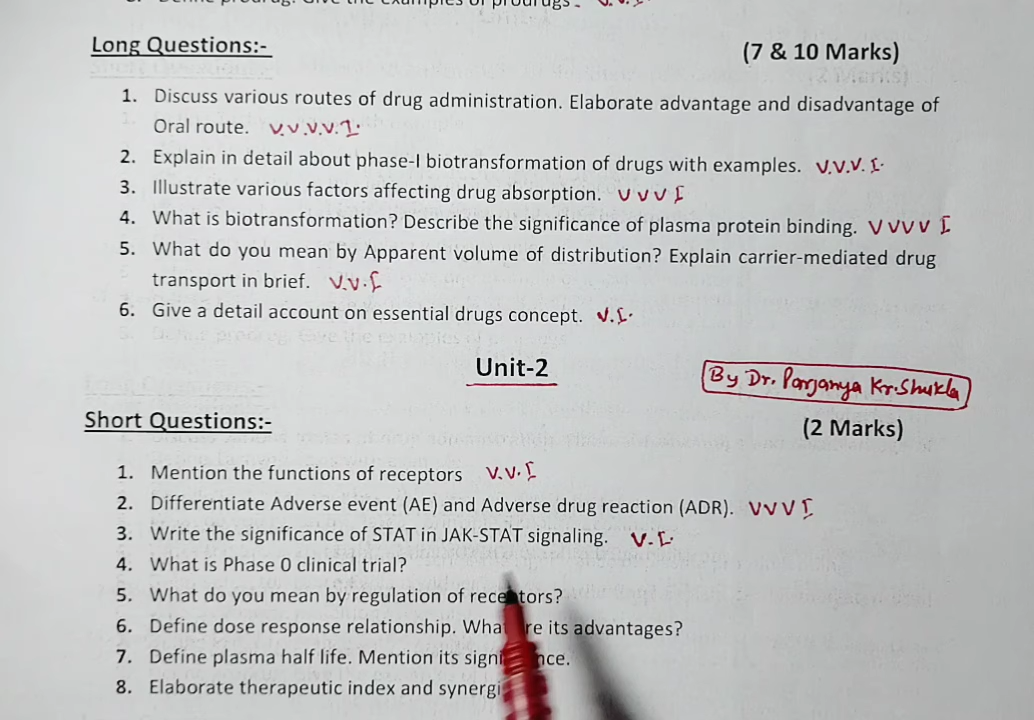 Long Questions:-
(7 & 10 Marks)
1. Discuss various routes of drug administration. Elaborate advantage and disadvantage of
Oral route. V.V.V.V.I.
2. Explain in detail about phase-I biotransformation of drugs with examples. V.V.V.I.
3. Illustrate various factors affecting drug absorption. V V V I
4. What is biotransformation? Describe the significance of plasma protein binding. V V V V I
5. What do you mean by Apparent volume of distribution? Explain carrier-mediated drug
transport in brief. V.V.I
6. Give a detail account on essential drugs concept. V.I.
Unit-2
By Dr. Parjanya Kr. Shukla
Short Questions:-
(2 Marks)
1. Mention the functions of receptors V.V.I
2. Differentiate Adverse event (AE) and Adverse drug reaction (ADR). V V V I
3. Write the significance of STAT in JAK-STAT signaling. V.I.
4. What is Phase 0 clinical trial?
5. What do you mean by regulation of receptors?
6. Define dose response relationship. its advantages?
7. Define plasma half life. Mention its
8. Elaborate therapeutic index and